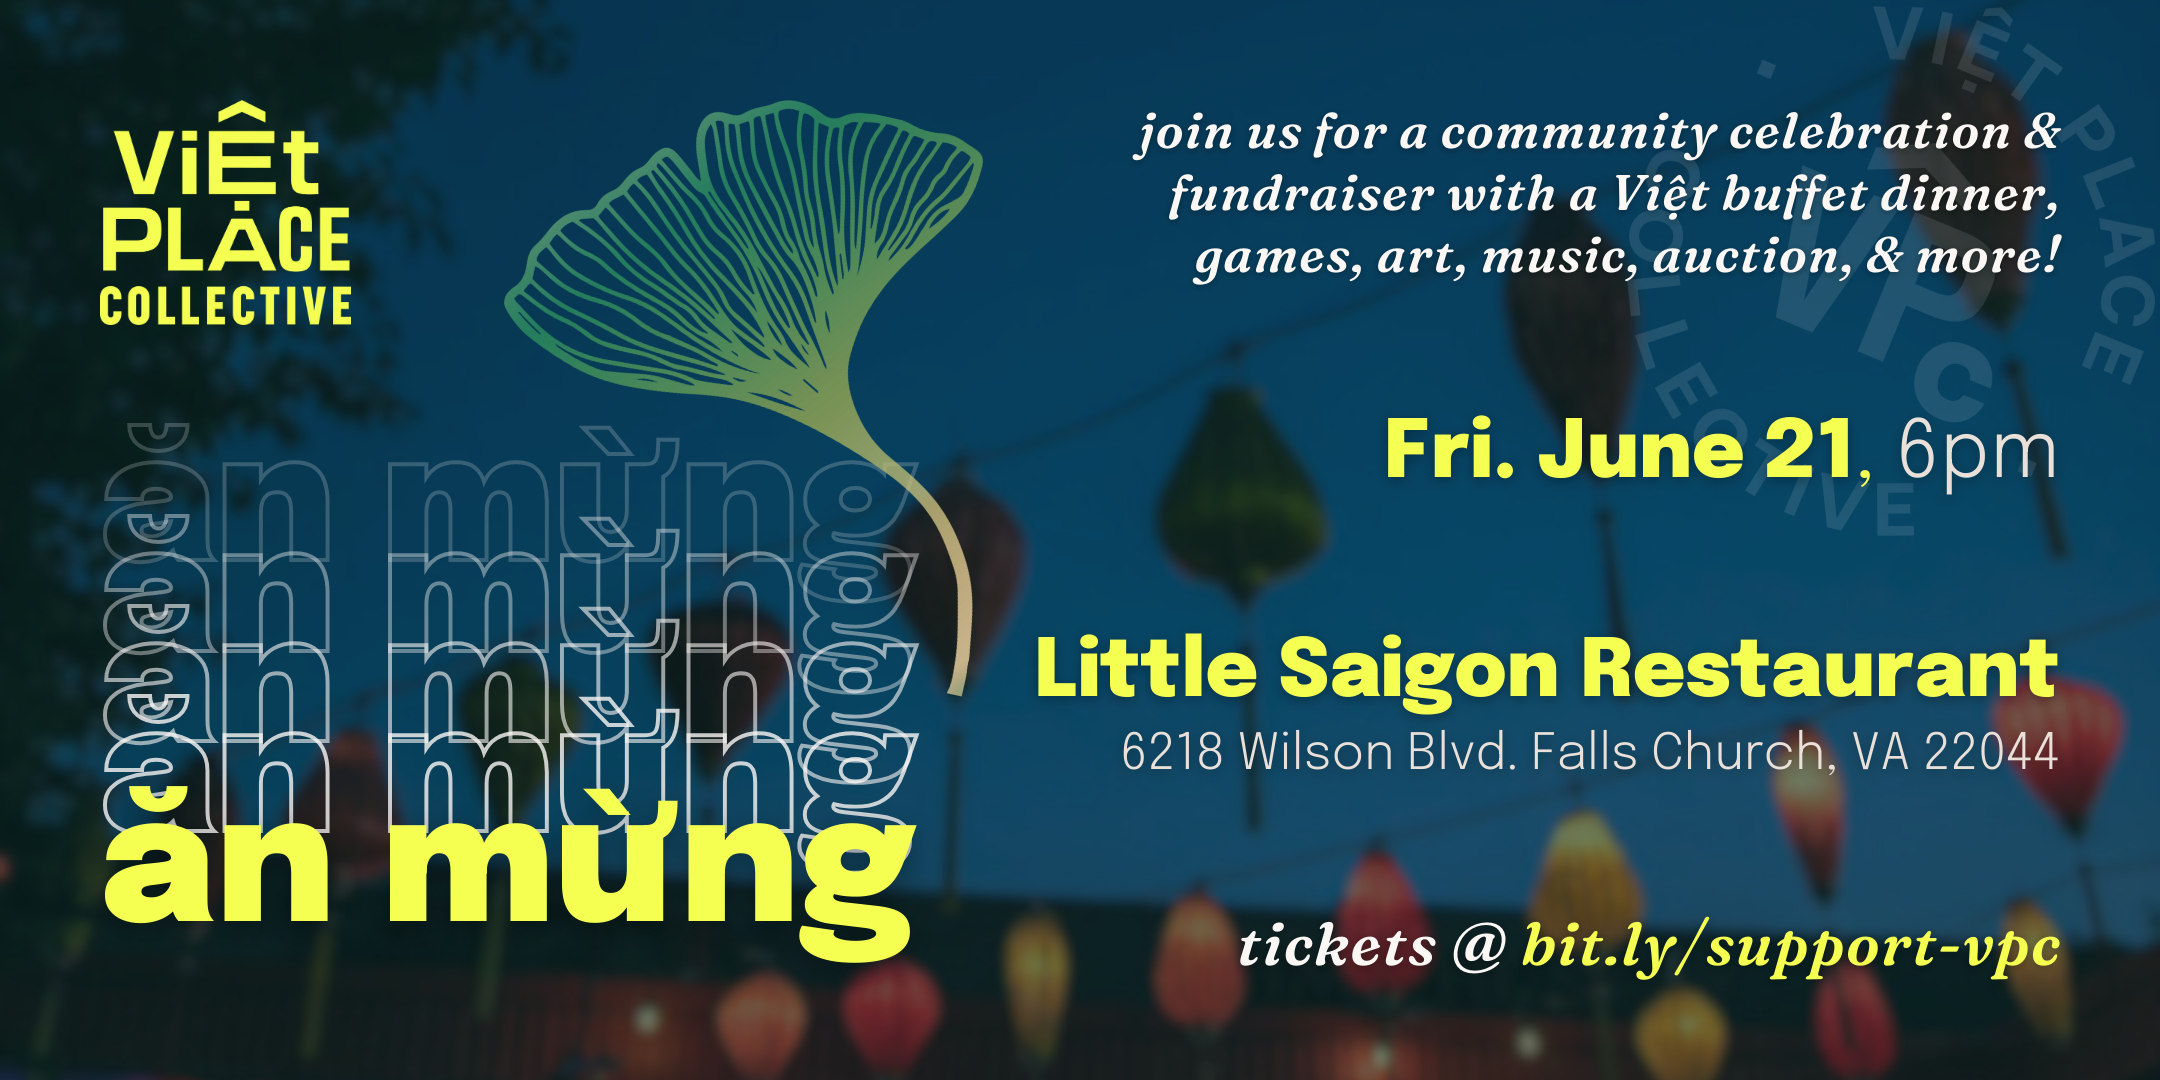 ViỆt
PLẠCE
COLLECTIVE
ăn mừng
ăn mừng
ăn mừng
ăn mừng
ăn mừng
join us for a community celebration &
fundraiser with a Việt buffet dinner,
games, art, music, auction, & more!
Fri. June 21, 6pm
Little Saigon Restaurant
6218 Wilson Blvd. Falls Church, VA 22044
tickets @ bit.ly/support-vpc
VIỆT PLACE
COLLECTIVE
VPc